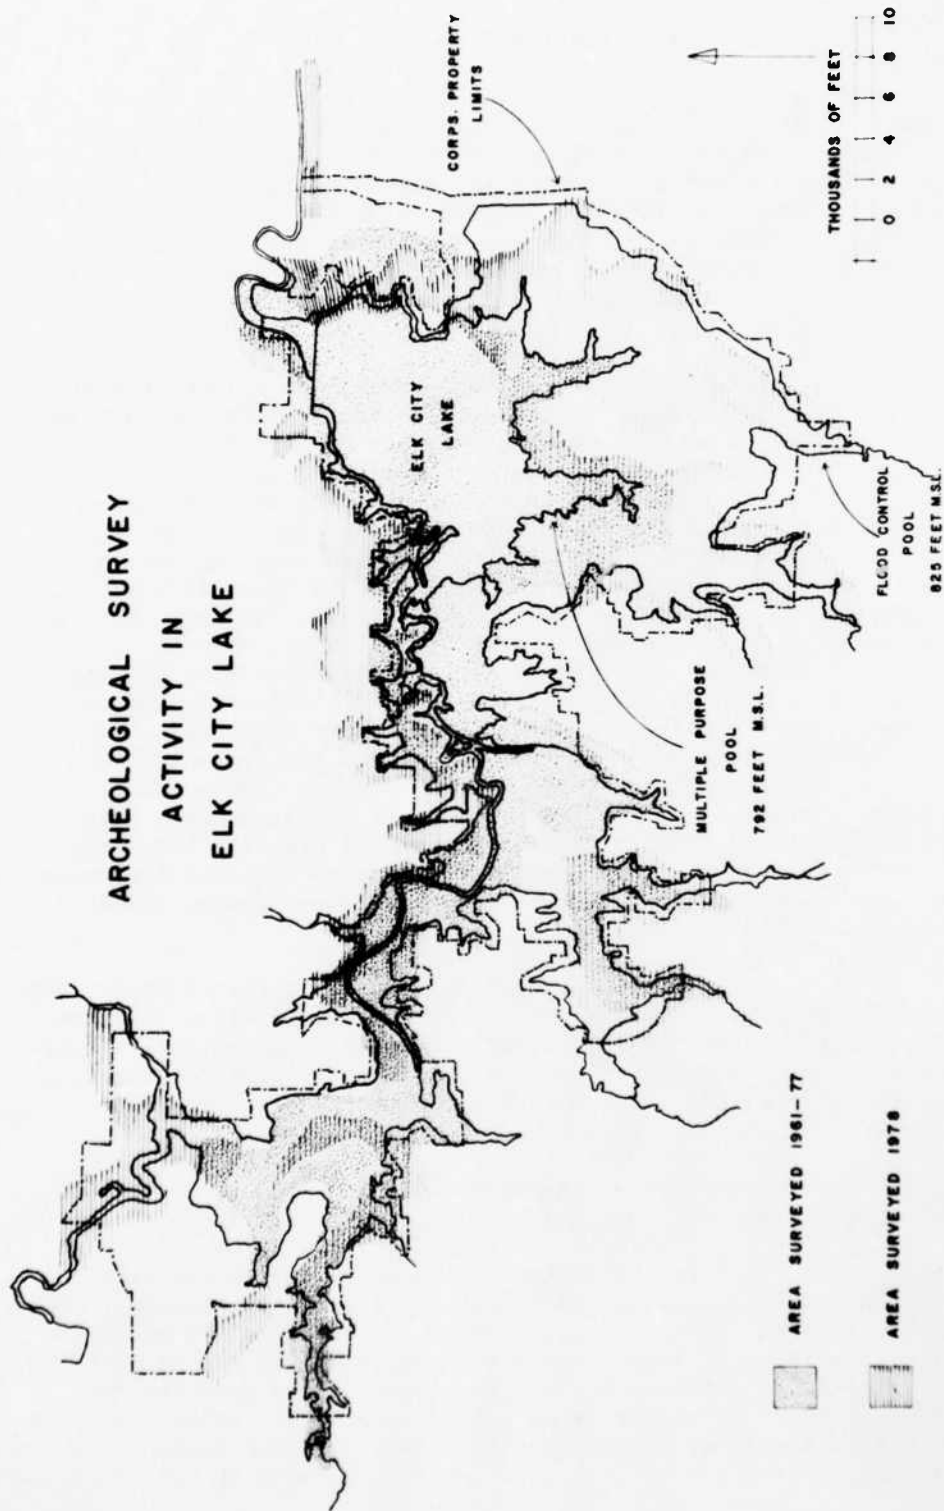 ARCHEOLOGICAL SURVEY
ACTIVITY IN
ELK CITY LAKE
CORPS. PROPERTY
LIMITS
ELK CITY
LAKE
MULTIPLE PURPOSE
POOL
792 FEET M.S.L.
FLOOD CONTROL
POOL
825 FEET M.S.L.
AREA SURVEYED 1961-77
AREA SURVEYED 1978
THOUSANDS OF FEET
0 2 4 6 8 10